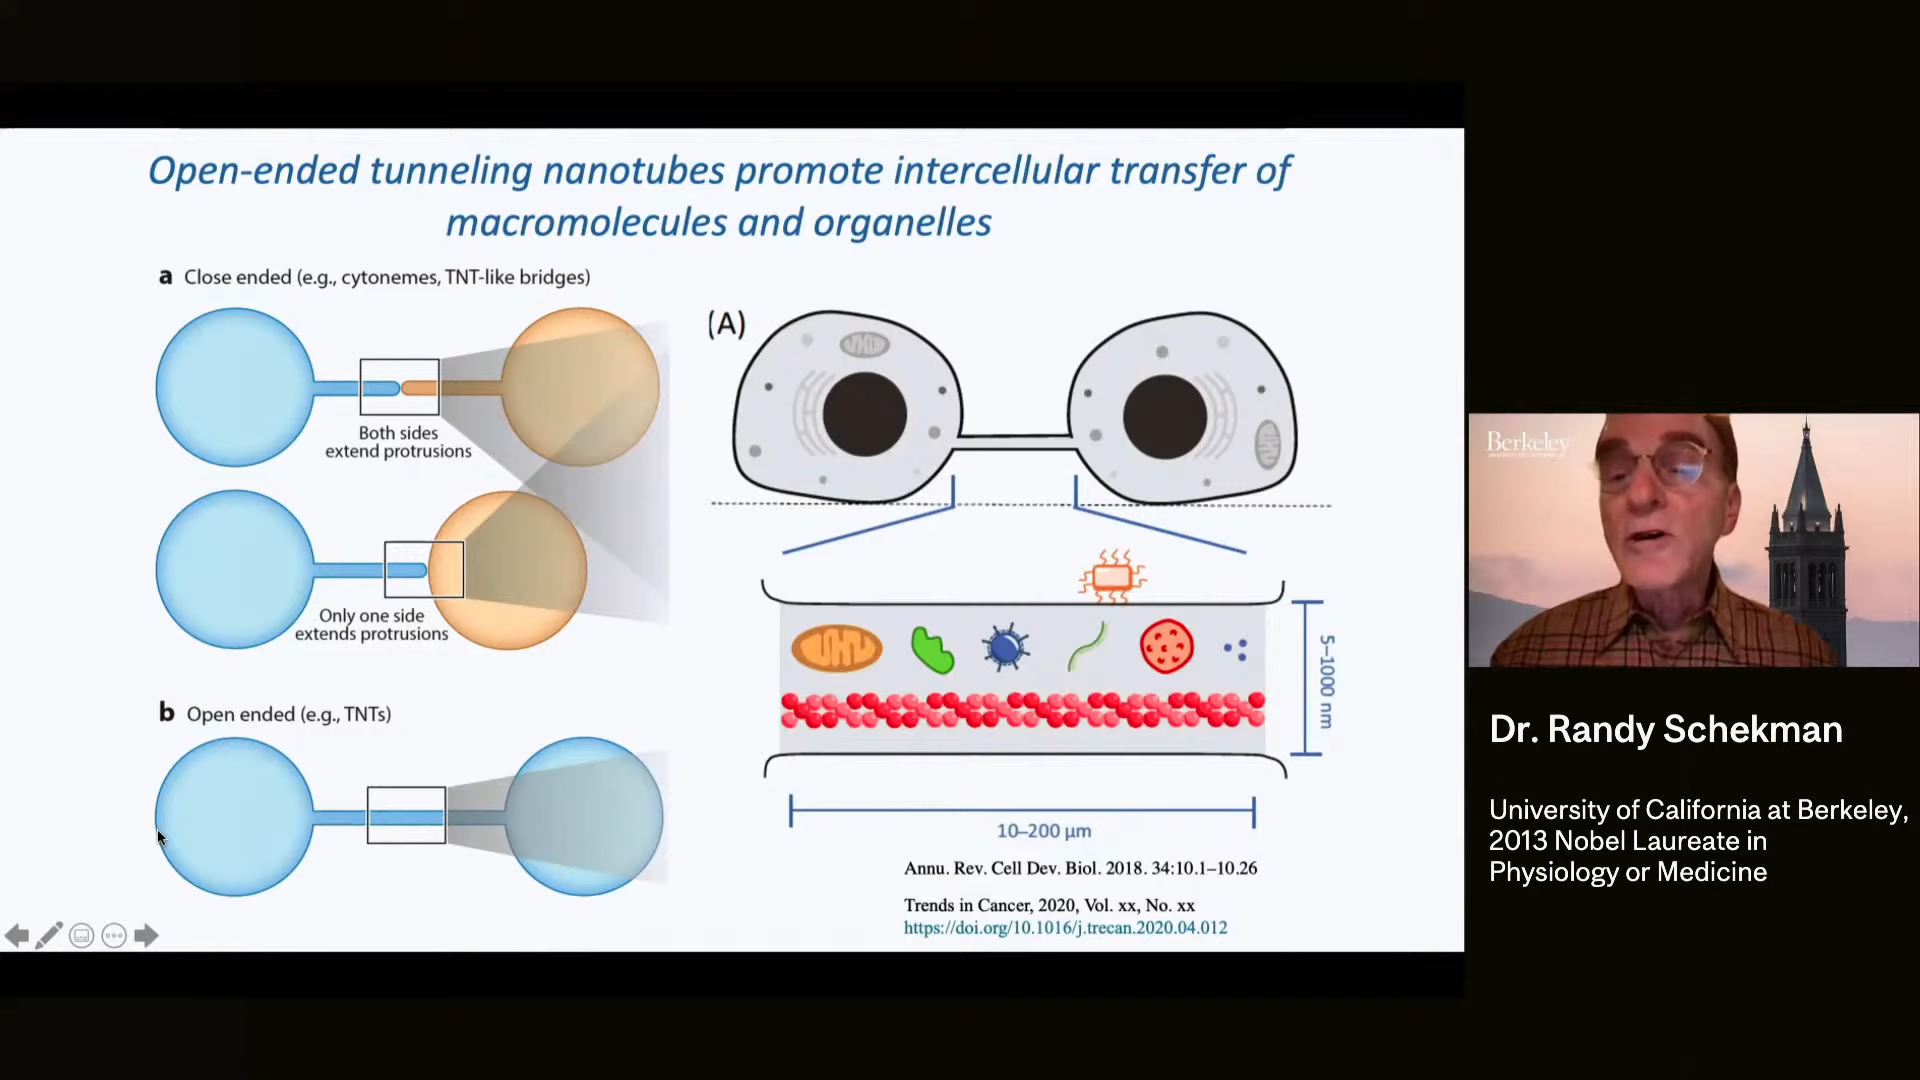 Open-ended tunneling nanotubes promote intercellular transfer of
macromolecules and organelles
a Close ended (e.g., cytonemes, TNT-like bridges)
Both sides
extend protrusions
Only one side
extends protrusions
b Open ended (e.g., TNTs)
(A)
5–1000 nm
10–200 µm
Annu. Rev. Cell Dev. Biol. 2018. 34:10.1–10.26
Trends in Cancer, 2020, Vol. xx, No. xx
https://doi.org/10.1016/j.trecan.2020.04.012
Berkeley
UNIVERSITY OF CALIFORNIA
Dr. Randy Schekman
University of California at Berkeley,
2013 Nobel Laureate in
Physiology or Medicine